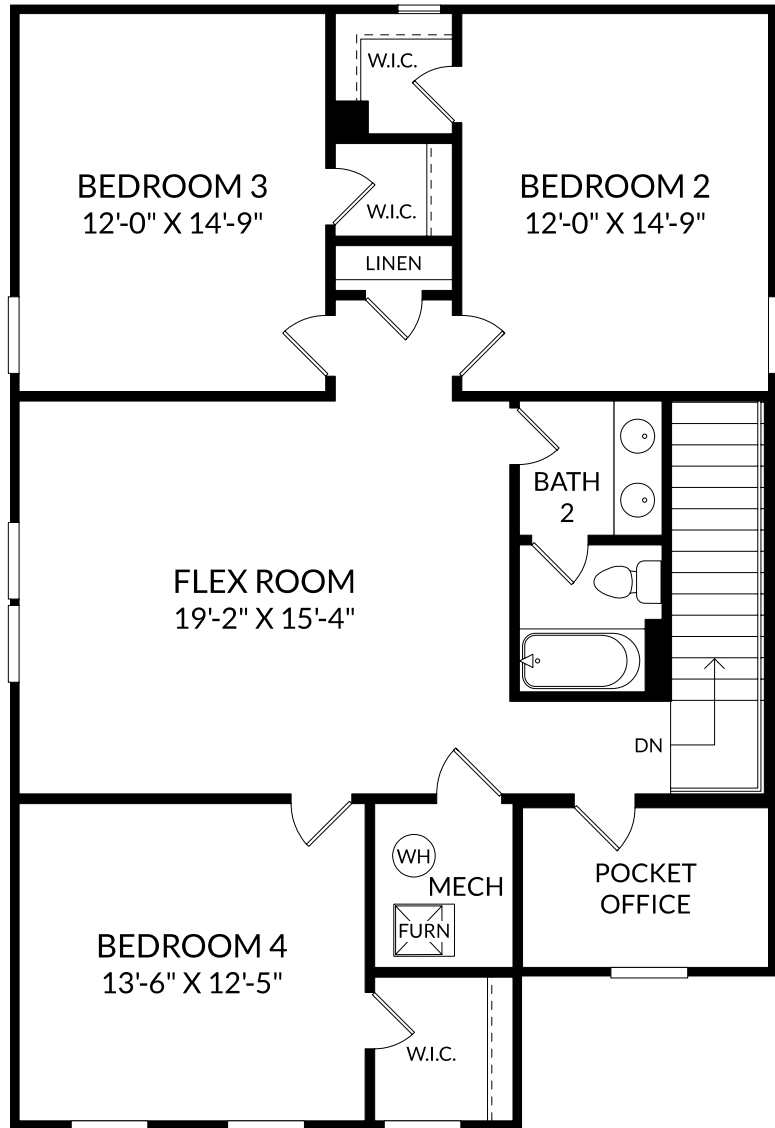 W.I.C.
BEDROOM 3
12'-0" X 14'-9"
BEDROOM 2
12'-0" X 14'-9"
W.I.C.
LINEN
BATH
2
FLEX ROOM
19'-2" X 15'-4"
DN
WH
MECH
FURN
POCKET
OFFICE
BEDROOM 4
13'-6" X 12'-5"
W.I.C.